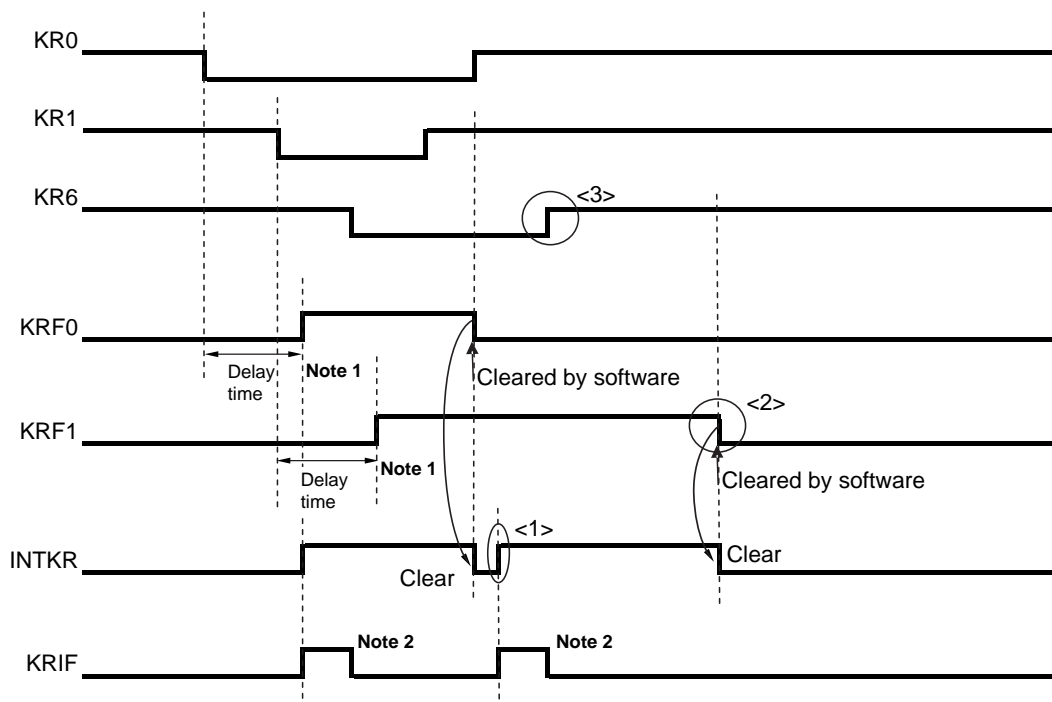 KR0
KR1
KR6
<3>
KRF0
Delay
time
Note 1
Cleared by software
KRF1
<2>
Delay
time
Note 1
Cleared by software
INTKR
<1>
Clear
Clear
KRIF
Note 2
Note 2